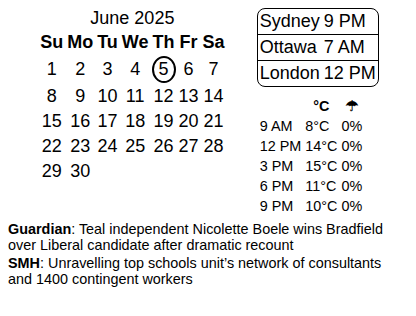 June 2025
Su Mo Tu We Th Fr Sa
1 2 3 4 5 6 7
8 9 10 11 12 13 14
15 16 17 18 19 20 21
22 23 24 25 26 27 28
29 30
Sydney 9 PM
Ottawa 7 AM
London 12 PM
°C ☂
9 AM 8°C 0%
12 PM 14°C 0%
3 PM 15°C 0%
6 PM 11°C 0%
9 PM 10°C 0%
Guardian: Teal independent Nicolette Boele wins Bradfield
over Liberal candidate after dramatic recount
SMH: Unravelling top schools unit’s network of consultants
and 1400 contingent workers